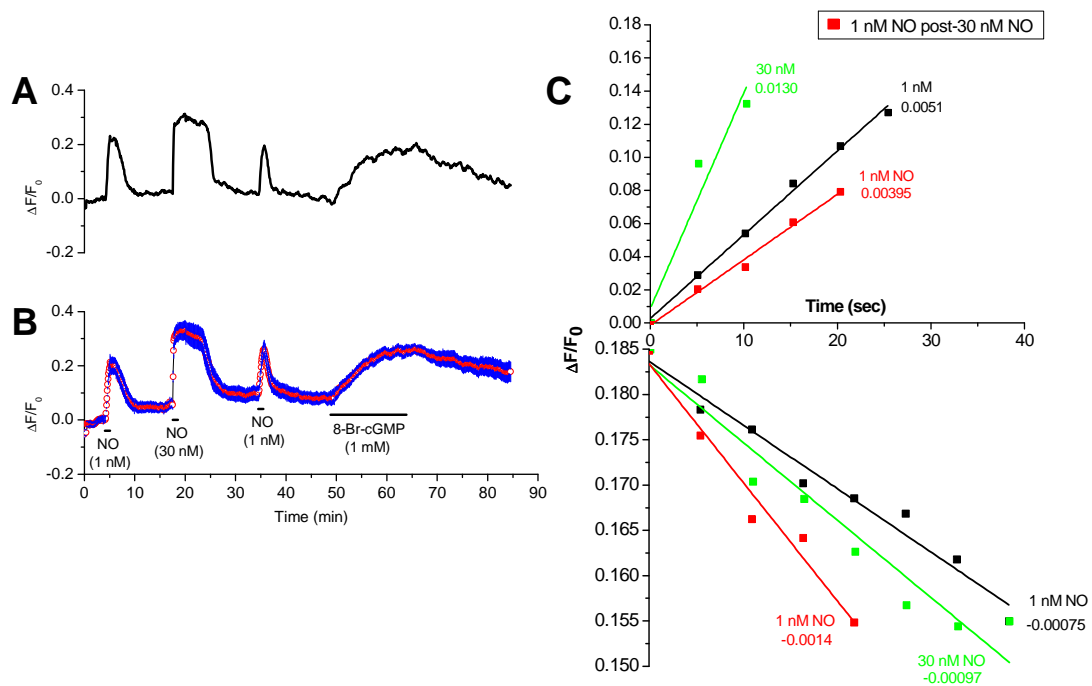 A
0.4
0.2
0.0
-0.2
ΔF/F0
B
0.4
0.2
0.0
-0.2
ΔF/F0
NO
(1 nM)
NO
(30 nM)
NO
(1 nM)
8-Br-cGMP
(1 mM)
0 10 20 30 40 50 60 70 80 90
Time (min)
C
1 nM NO post-30 nM NO
0.18
0.16
0.14
0.12
0.10
0.08
0.06
0.04
0.02
0.00
30 nM
0.0130
1 nM
0.0051
1 nM NO
0.00395
Time (sec)
0 10 20 30 40
ΔF/F0
0.185
0.180
0.175
0.170
0.165
0.160
0.155
0.150
1 nM NO
-0.0014
1 nM NO
-0.00075
30 nM NO
-0.00097